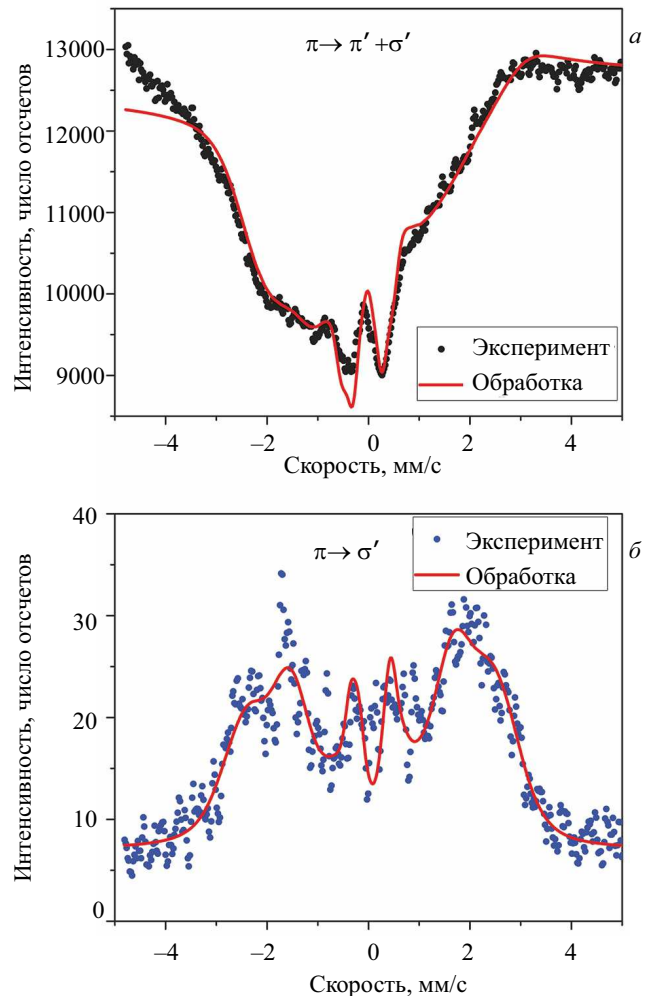 а
π→ π′ +σ′
Интенсивность, число отсчетов
13000
12000
11000
10000
9000
Эксперимент
Обработка
–4
–2
0
2
4
Скорость, мм/с
б
π→ σ′
Интенсивность, число отсчетов
40
30
20
10
0
Эксперимент
Обработка
–4
–2
0
2
4
Скорость, мм/с